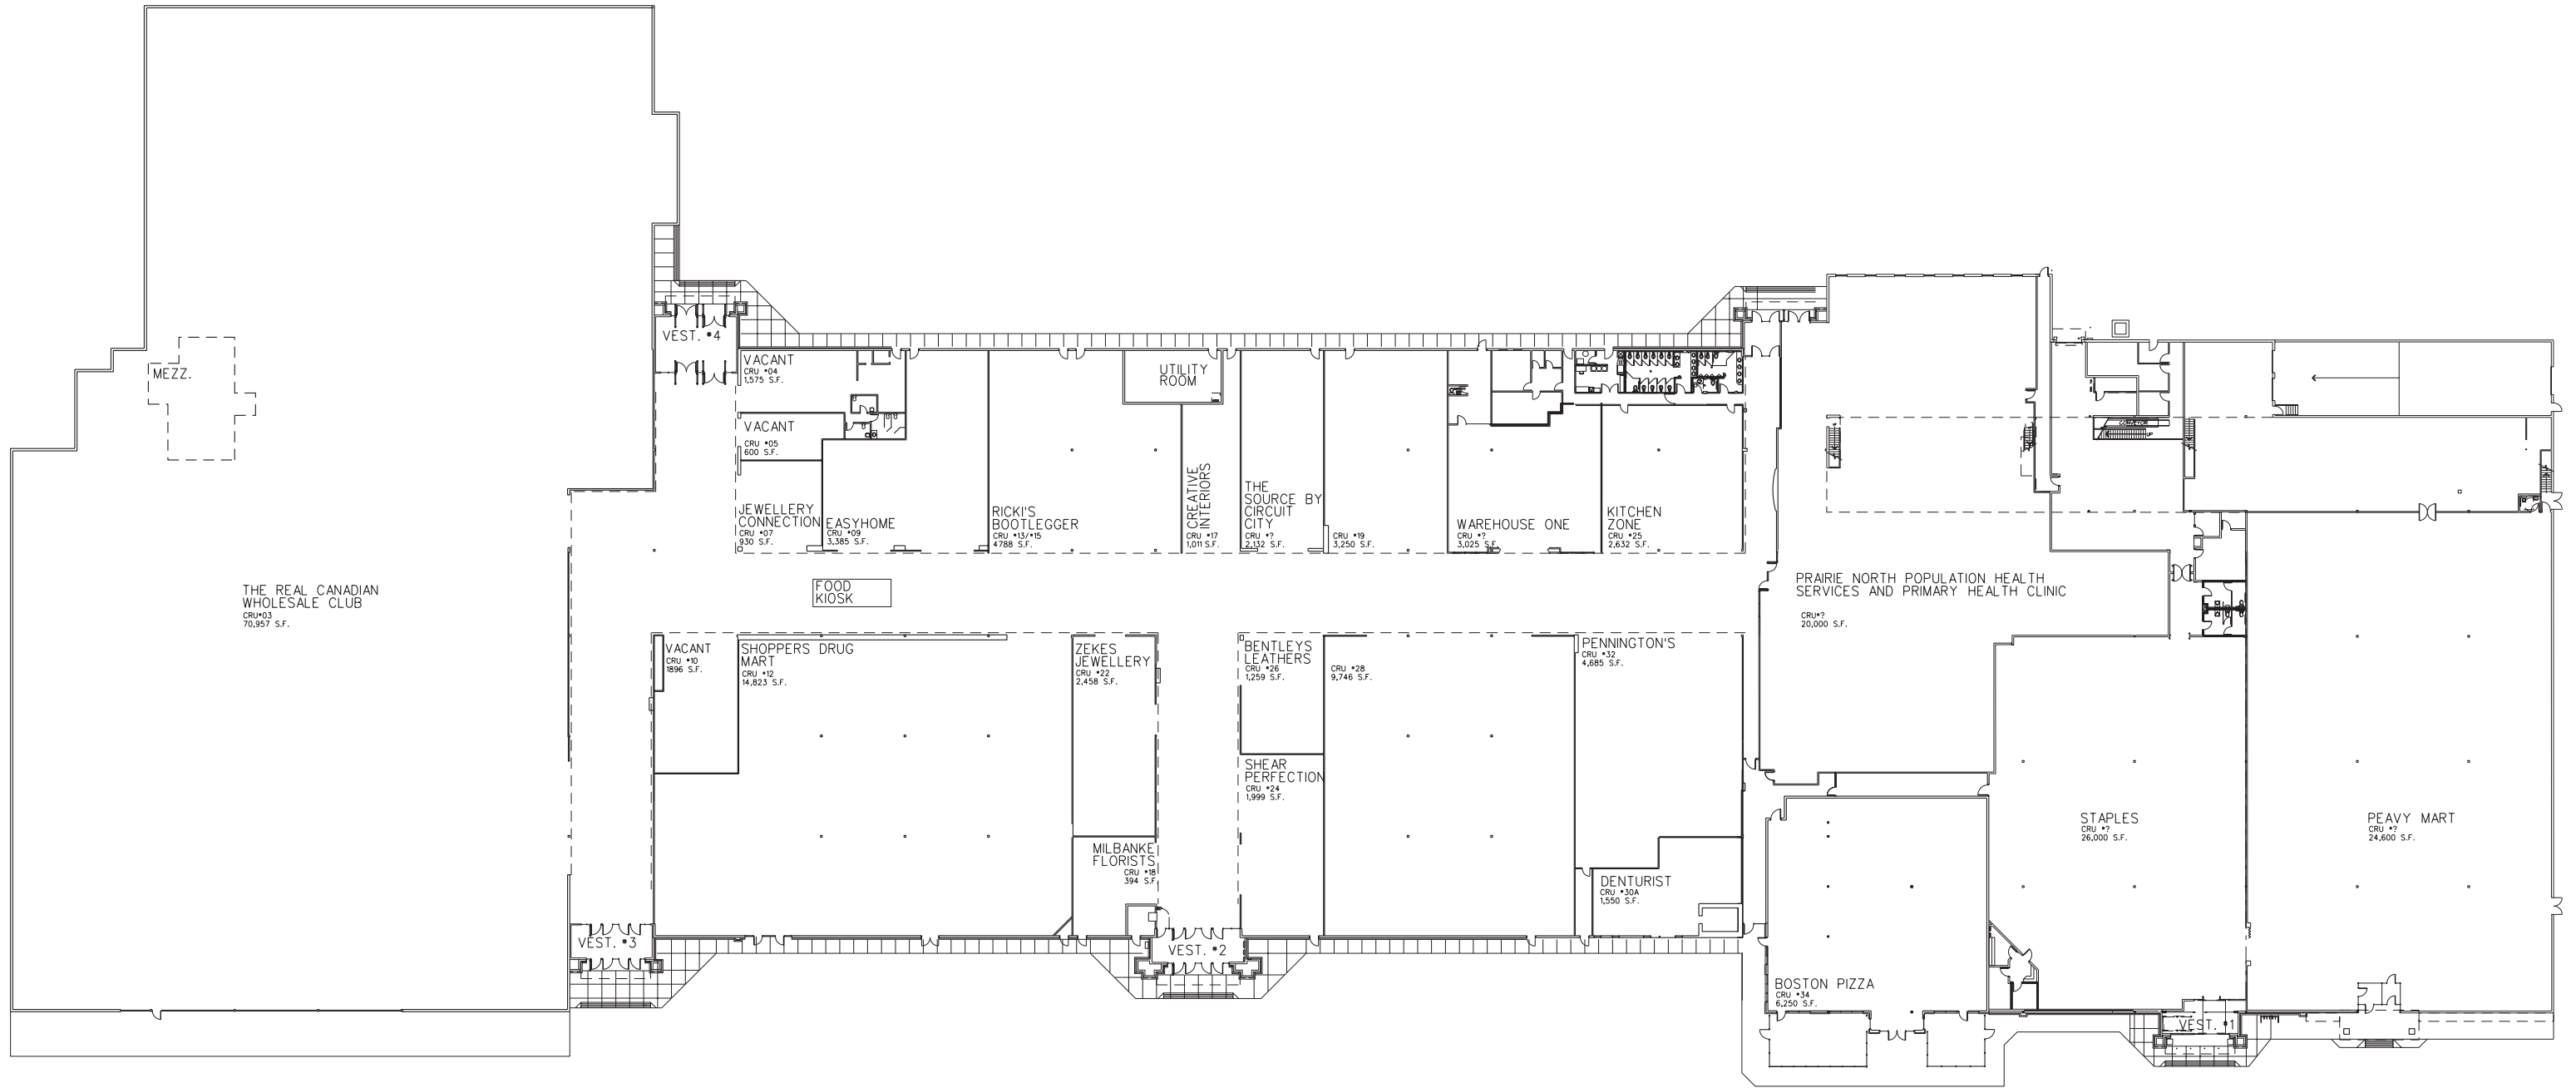 VEST. #4
MEZZ.
VACANT
CRU #04
1,575 S.F.
UTILITY
ROOM
VACANT
CRU #05
600 S.F.
JEWELLERY
CONNECTION
CRU #07
930 S.F.
EASYHOME
CRU #09
3,385 S.F.
RICKI'S
BOOTLEGGER
CRU #13/#15
4788 S.F.
CREATIVE
INTERIORS
CRU #17
1,011 S.F.
THE
SOURCE BY
CIRCUIT
CITY
CRU #?
2,132 S.F.
CRU #19
3,250 S.F.
WAREHOUSE ONE
CRU #?
3,025 S.F.
KITCHEN
ZONE
CRU #25
2,632 S.F.
THE REAL CANADIAN
WHOLESALE CLUB
CRU#03
70,957 S.F.
FOOD
KIOSK
PRAIRIE NORTH POPULATION HEALTH
SERVICES AND PRIMARY HEALTH CLINIC
CRU#?
20,000 S.F.
VACANT
CRU #10
1896 S.F.
SHOPPERS DRUG
MART
CRU #12
14,823 S.F.
ZEKES
JEWELLERY
CRU #22
2,458 S.F.
BENTLEYS
LEATHERS
CRU #26
1,259 S.F.
CRU #28
9,746 S.F.
PENNINGTON'S
CRU #32
4,685 S.F.
SHEAR
PERFECTION
CRU #24
1,999 S.F.
STAPLES
CRU #?
26,000 S.F.
PEAVY MART
CRU #?
24,600 S.F.
MILBANKE
FLORISTS
CRU #18
394 S.F.
DENTURIST
CRU #30A
1,550 S.F.
VEST. #3
VEST. #2
BOSTON PIZZA
CRU #34
6,250 S.F.
VEST. #1